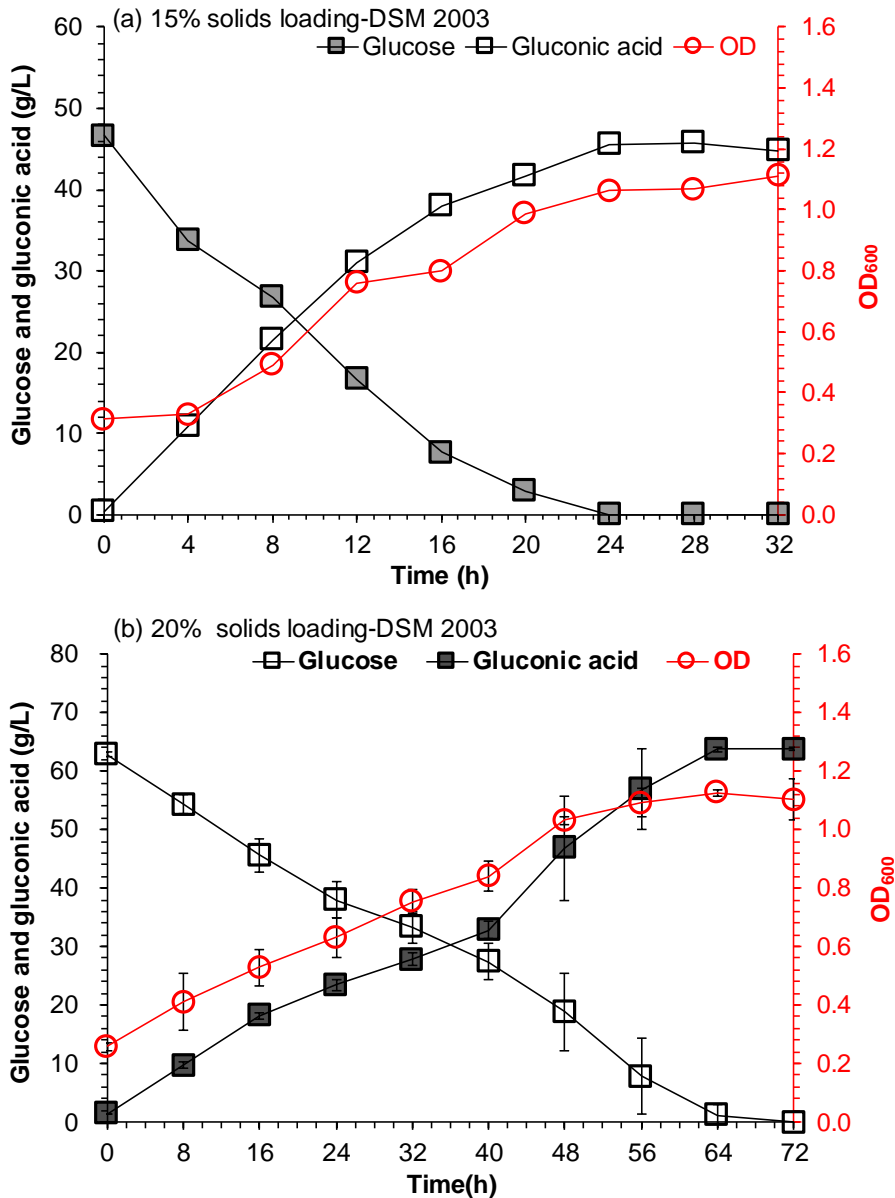 (a) 15% solids loading-DSM 2003
Glucose Gluconic acid OD
60
50
40
30
20
10
0
Glucose and gluconic acid (g/L)
1.6
1.4
1.2
1.0
0.8
0.6
0.4
0.2
0.0
OD600
0 4 8 12 16 20 24 28 32
Time (h)
(b) 20% solids loading-DSM 2003
Glucose Gluconic acid OD
80
70
60
50
40
30
20
10
0
Glucose and gluconic acid (g/L)
1.6
1.4
1.2
1.0
0.8
0.6
0.4
0.2
0.0
OD600
0 8 16 24 32 40 48 56 64 72
Time(h)